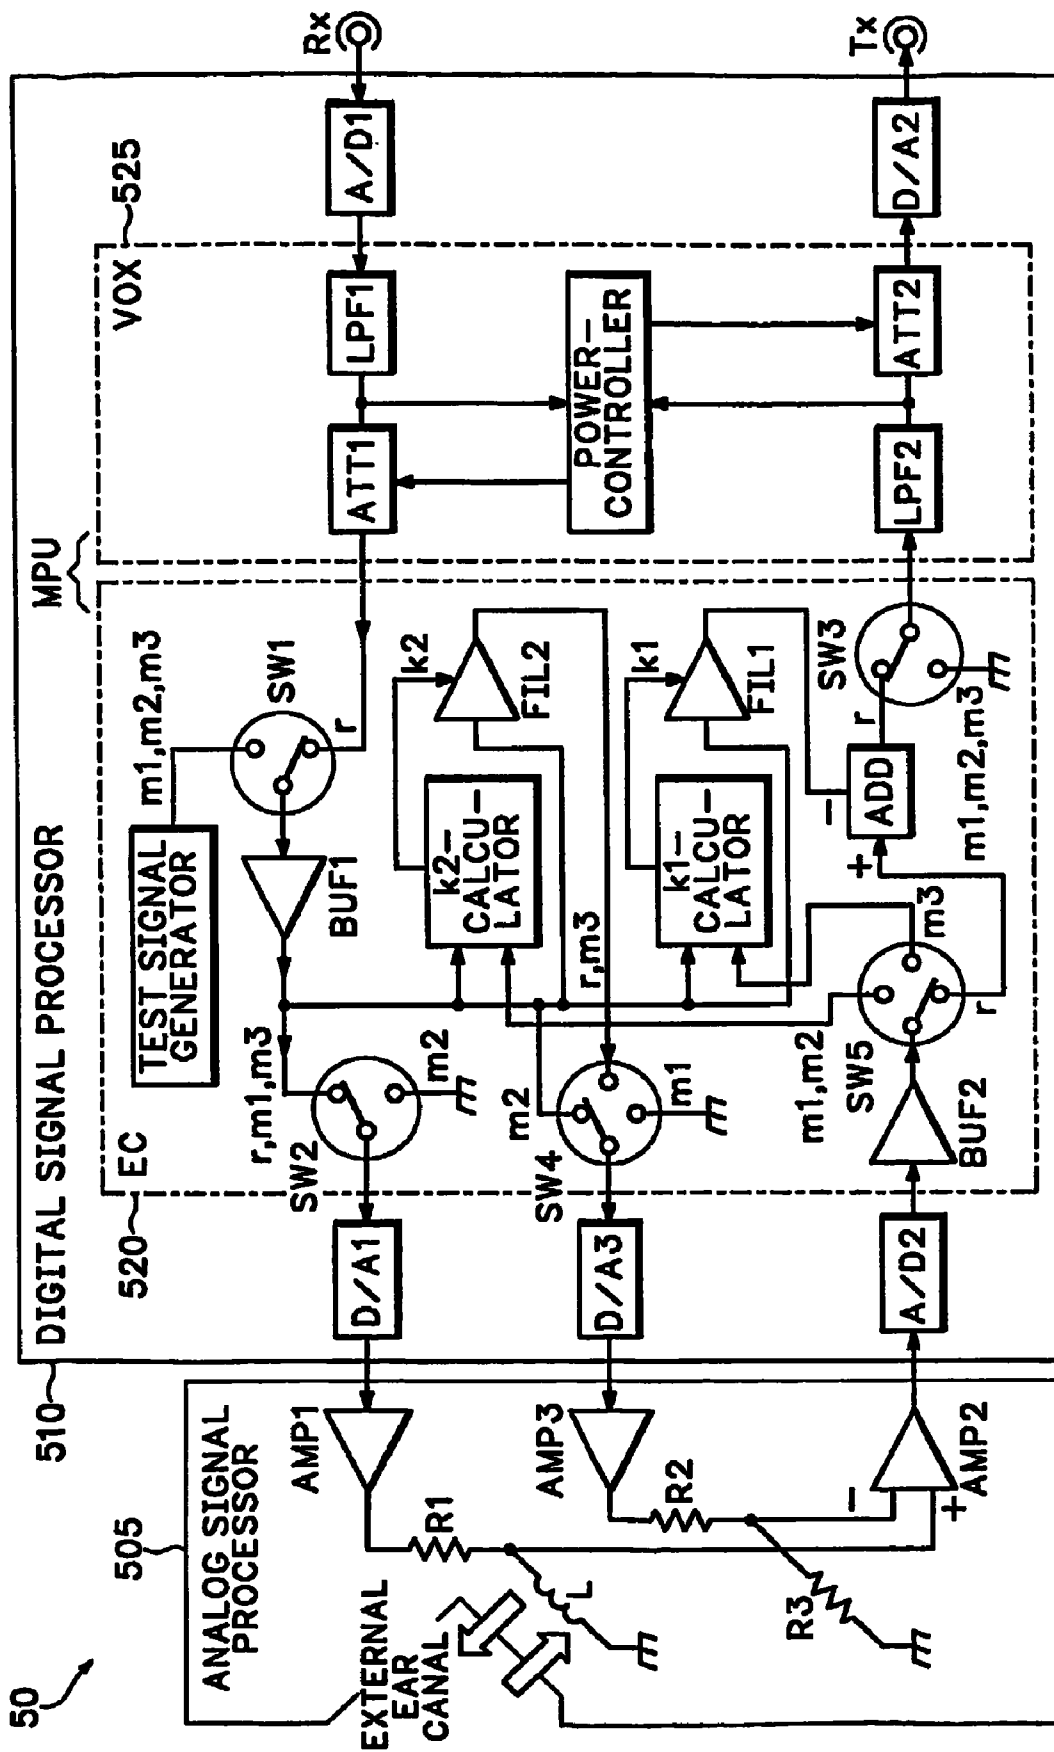 50
505
ANALOG SIGNAL
PROCESSOR
EXTERNAL
EAR
CANAL
AMP1
R1
L
AMP3
R2
R3
AMP2
−
+
510
DIGITAL SIGNAL PROCESSOR
MPU
520
EC
TEST SIGNAL
GENERATOR
m1,m2,m3
SW1
r
BUF1
r,m1,m3
SW2
m2
D/A1
k2−
CALCU−
LATOR
k2
FIL2
r,m3
m2
SW4
m1
D/A3
k1−
CALCU−
LATOR
k1
FIL1
m1,m2
SW5
m3
r
BUF2
A/D2
+
−
ADD
r
SW3
m1,m2,m3
VOX
525
ATT1
LPF1
A/D1
Rx
POWER−
CONTROLLER
LPF2
ATT2
D/A2
Tx